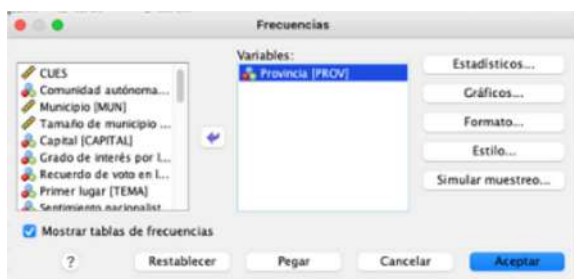 Frecuencias
CUES
Comunidad autónoma...
Municipio [MUN]
Tamaño de municipio ...
Capital [CAPITAL]
Grado de interés por l...
Recuerdo de voto en l...
Primer lugar [TEMA]
Sentimiento nacionalist
Variables:
Provincia [PROV]
Estadísticos...
Gráficos...
Formato...
Estilo...
Simular muestreo...
Mostrar tablas de frecuencias
?
Restablecer
Pegar
Cancelar
Aceptar